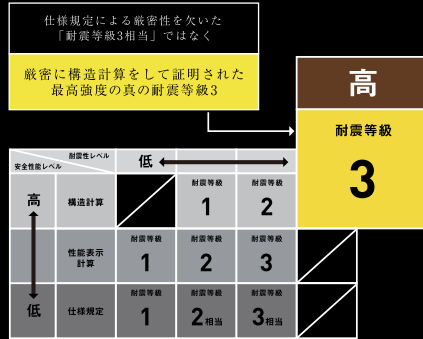 仕様規定による厳密性を欠いた
「耐震等級3相当」ではなく
厳密に構造計算をして証明された
最高強度の真の耐震等級3
高
耐震等級
3
耐震性レベル
安全性能レベル
低
高
構造計算
耐震等級
1
耐震等級
2
性能表示
計算
耐震等級
1
耐震等級
2
耐震等級
3
低
仕様規定
耐震等級
1
耐震等級
2相当
耐震等級
3相当